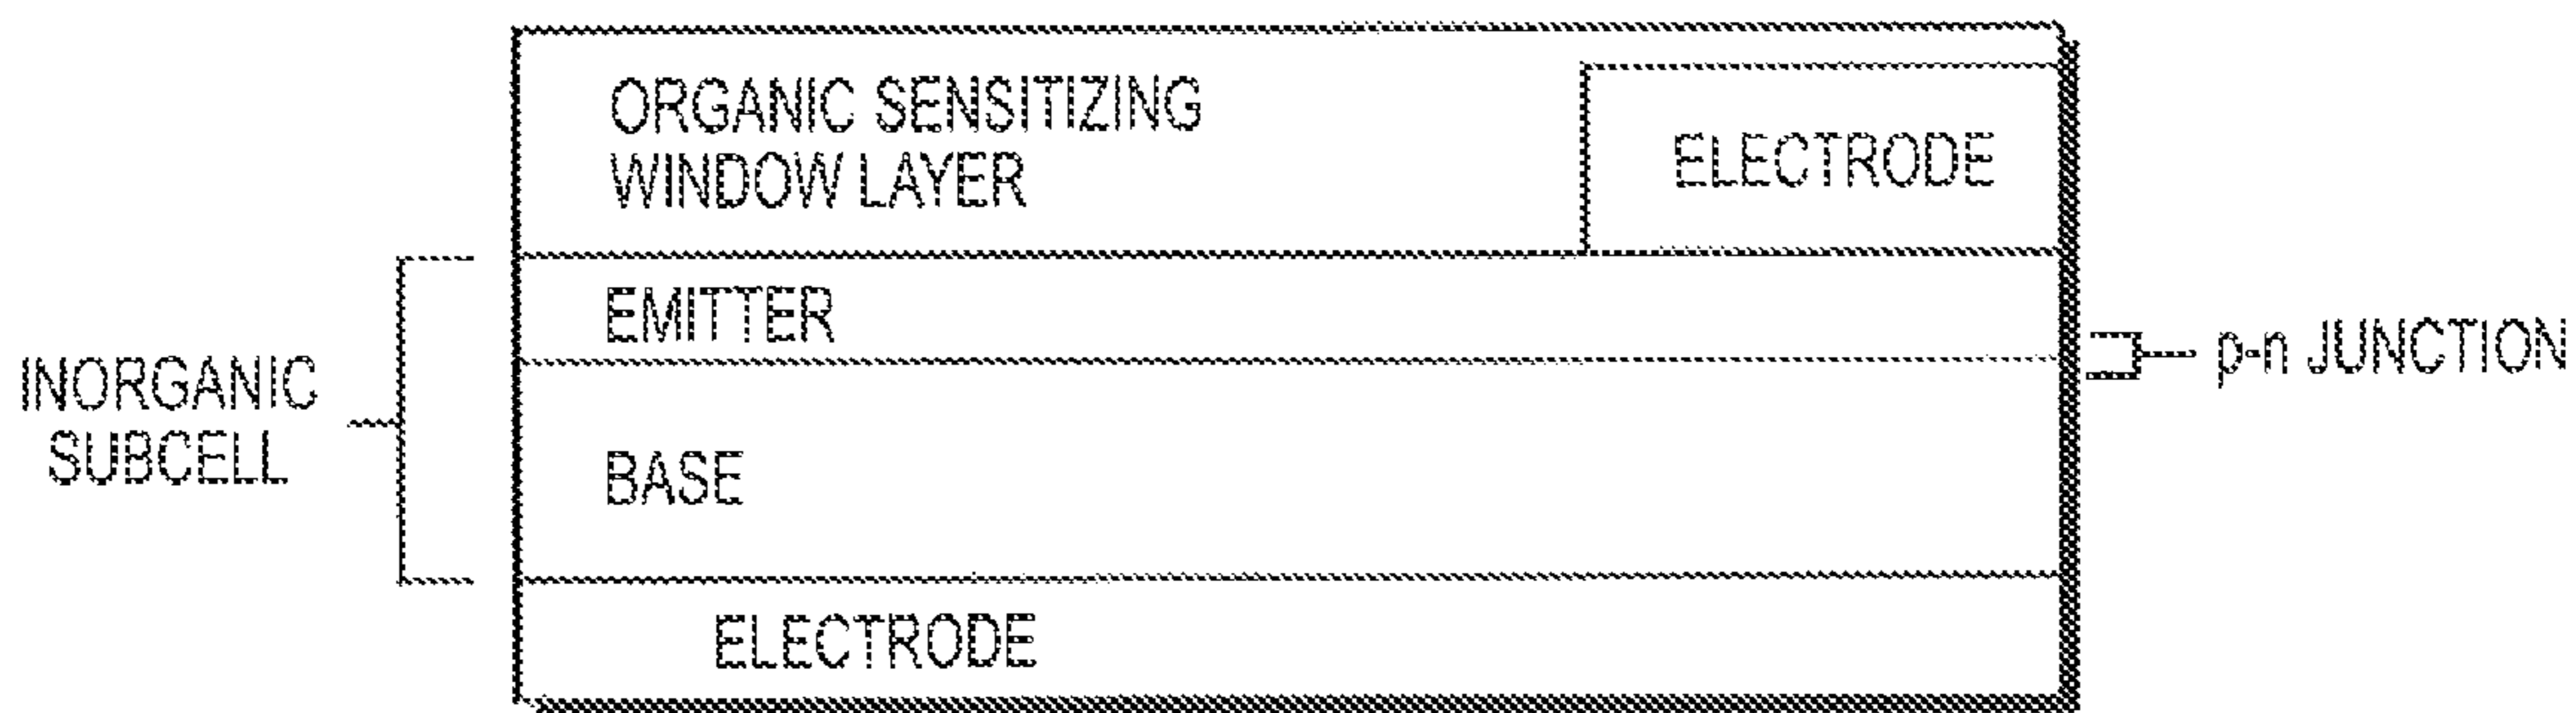 ORGANIC SENSITIZING
WINDOW LAYER
ELECTRODE
EMITTER
p-n JUNCTION
INORGANIC
SUBCELL
BASE
ELECTRODE